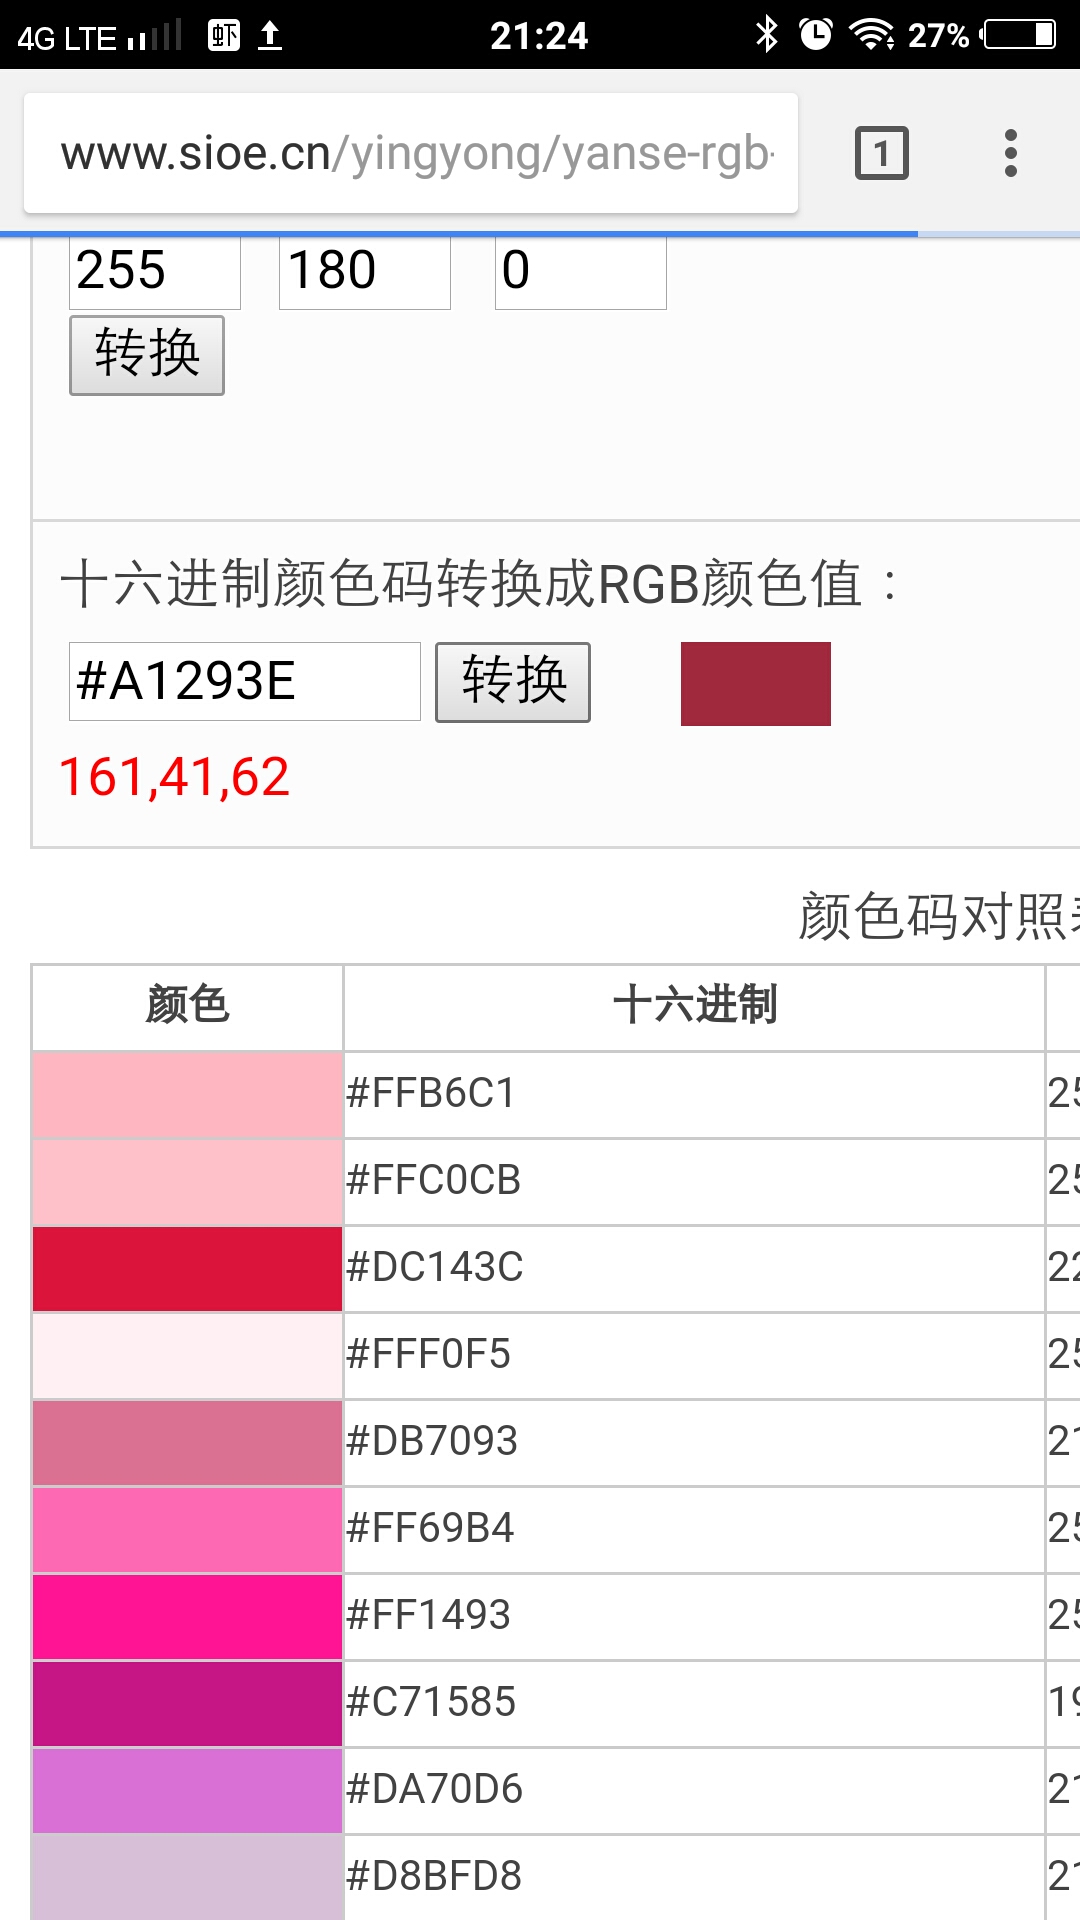 4G LTE 虾 21:24 27%
www.sioe.cn/yingyong/yanse-rgb-
1
255 180 0
转换
十六进制颜色码转换成RGB颜色值：
#A1293E 转换
161,41,62
颜色码对照表
颜色 十六进制
#FFB6C1 25
#FFC0CB 25
#DC143C 22
#FFF0F5 25
#DB7093 21
#FF69B4 25
#FF1493 25
#C71585 19
#DA70D6 21
#D8BFD8 21